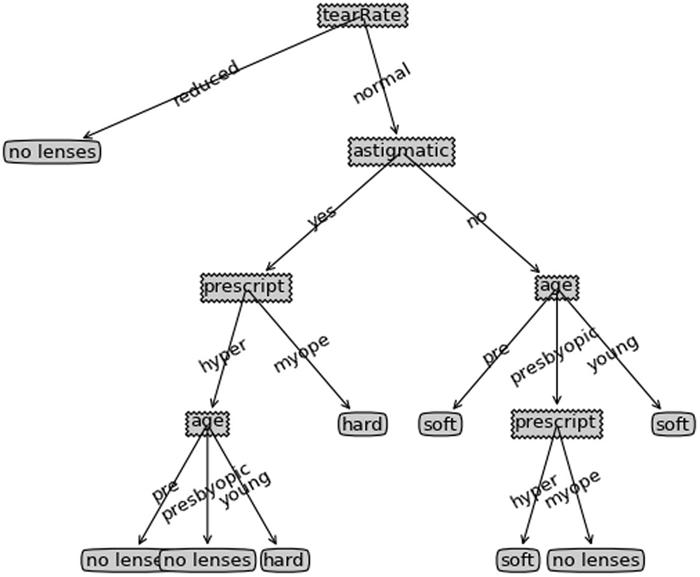 tearRate
reduced
normal
no lenses
astigmatic
yes
no
prescript
age
hyper
myope
pre
presbyopic
young
age
hard
soft
prescript
soft
pre
presbyopic
young
hyper
myope
no lense
no lenses
hard
soft
no lenses